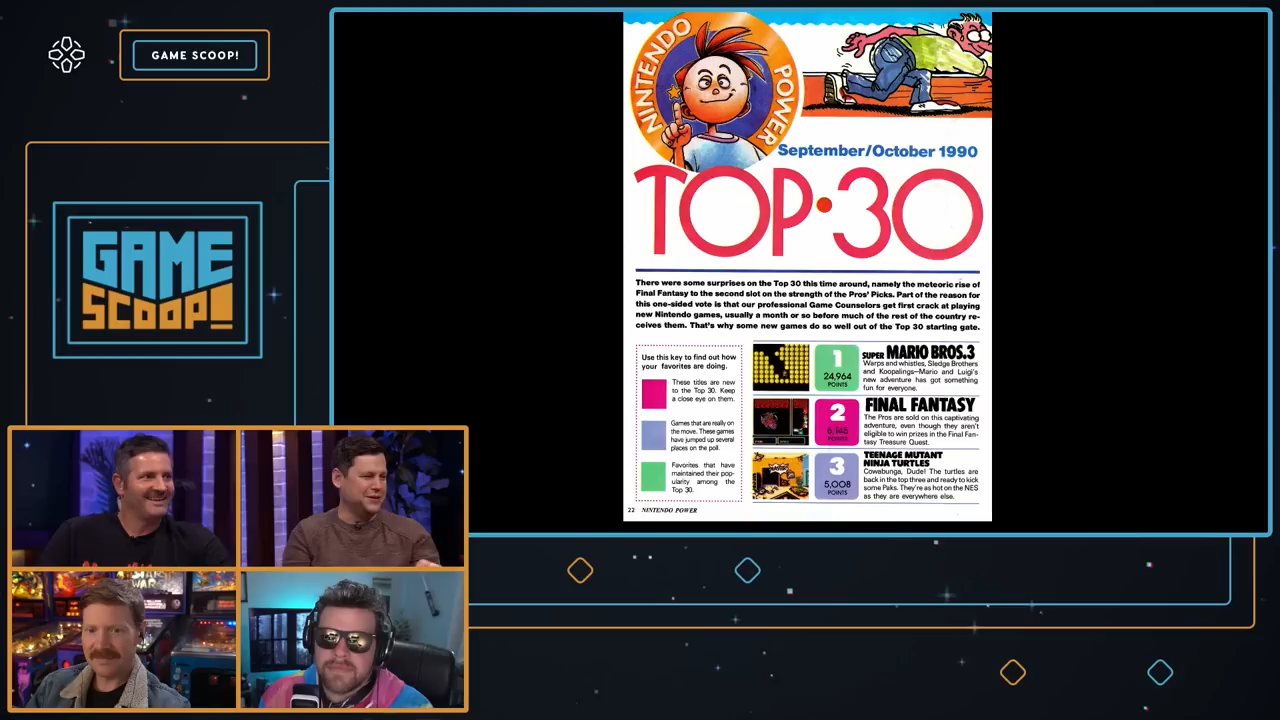 GAME SCOOP!
GAME
SCOOP!
NINTENDO POWER
September/October 1990
TOP•30
There were some surprises on the Top 30 this time around, namely the meteoric rise of
Final Fantasy to the second slot on the strength of the Pros' Picks. Part of the reason for
this one-sided vote is that our professional Game Counselors get first crack at playing
new Nintendo games, usually a month or so before much of the rest of the country re-
ceives them. That's why some new games do so well out of the Top 30 starting gate.
Use this key to find out how
your favorites are doing.
These titles are new
to the Top 30. Keep
a close eye on them.
Games that are really on
the move. These games
have jumped up several
places on the poll.
Favorites that have
maintained their pop-
ularity among the
Top 30.
1
24,964
POINTS
SUPER MARIO BROS.3
Warps and whistles, Sledge Brothers
and Koopalings—Mario and Luigi's
new adventure has got something
fun for everyone.
2
6,145
POINTS
FINAL FANTASY
The Pros are sold on this captivating
adventure, even though they aren't
eligible to win prizes in the Final Fan-
tasy Treasure Quest.
3
5,008
POINTS
TEENAGE MUTANT
NINJA TURTLES
Cowabunga, Dude! The turtles are
back in the top three and ready to kick
some Paks. They're as hot on the NES
as they are everywhere else.
22 NINTENDO POWER